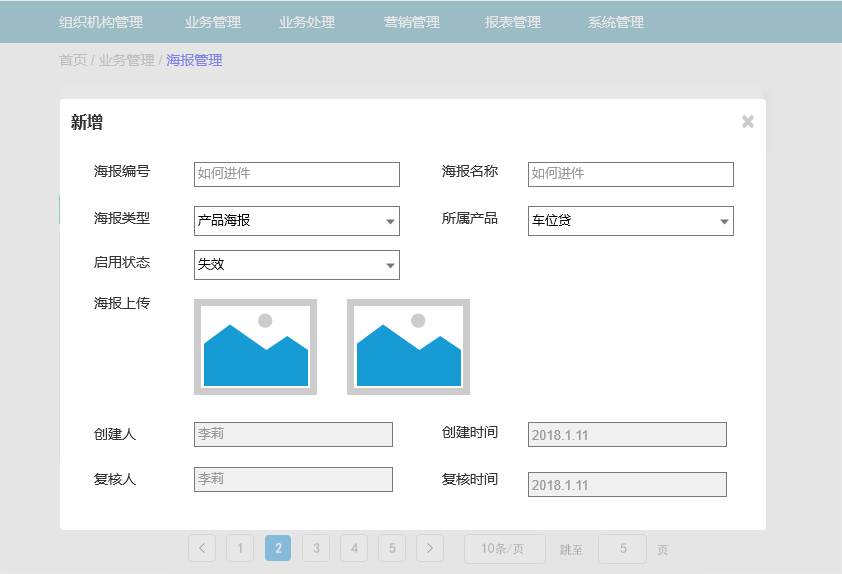 组织机构管理 业务管理 业务处理 营销管理 报表管理 系统管理
首页 / 业务管理 / 海报管理
新增
海报编号 如何进件 海报名称 如何进件
海报类型 产品海报 所属产品 车位贷
启用状态 失效
海报上传
创建人 李莉 创建时间 2018.1.11
复核人 李莉 复核时间 2018.1.11
1 2 3 4 5 10条/页 跳至 5 页